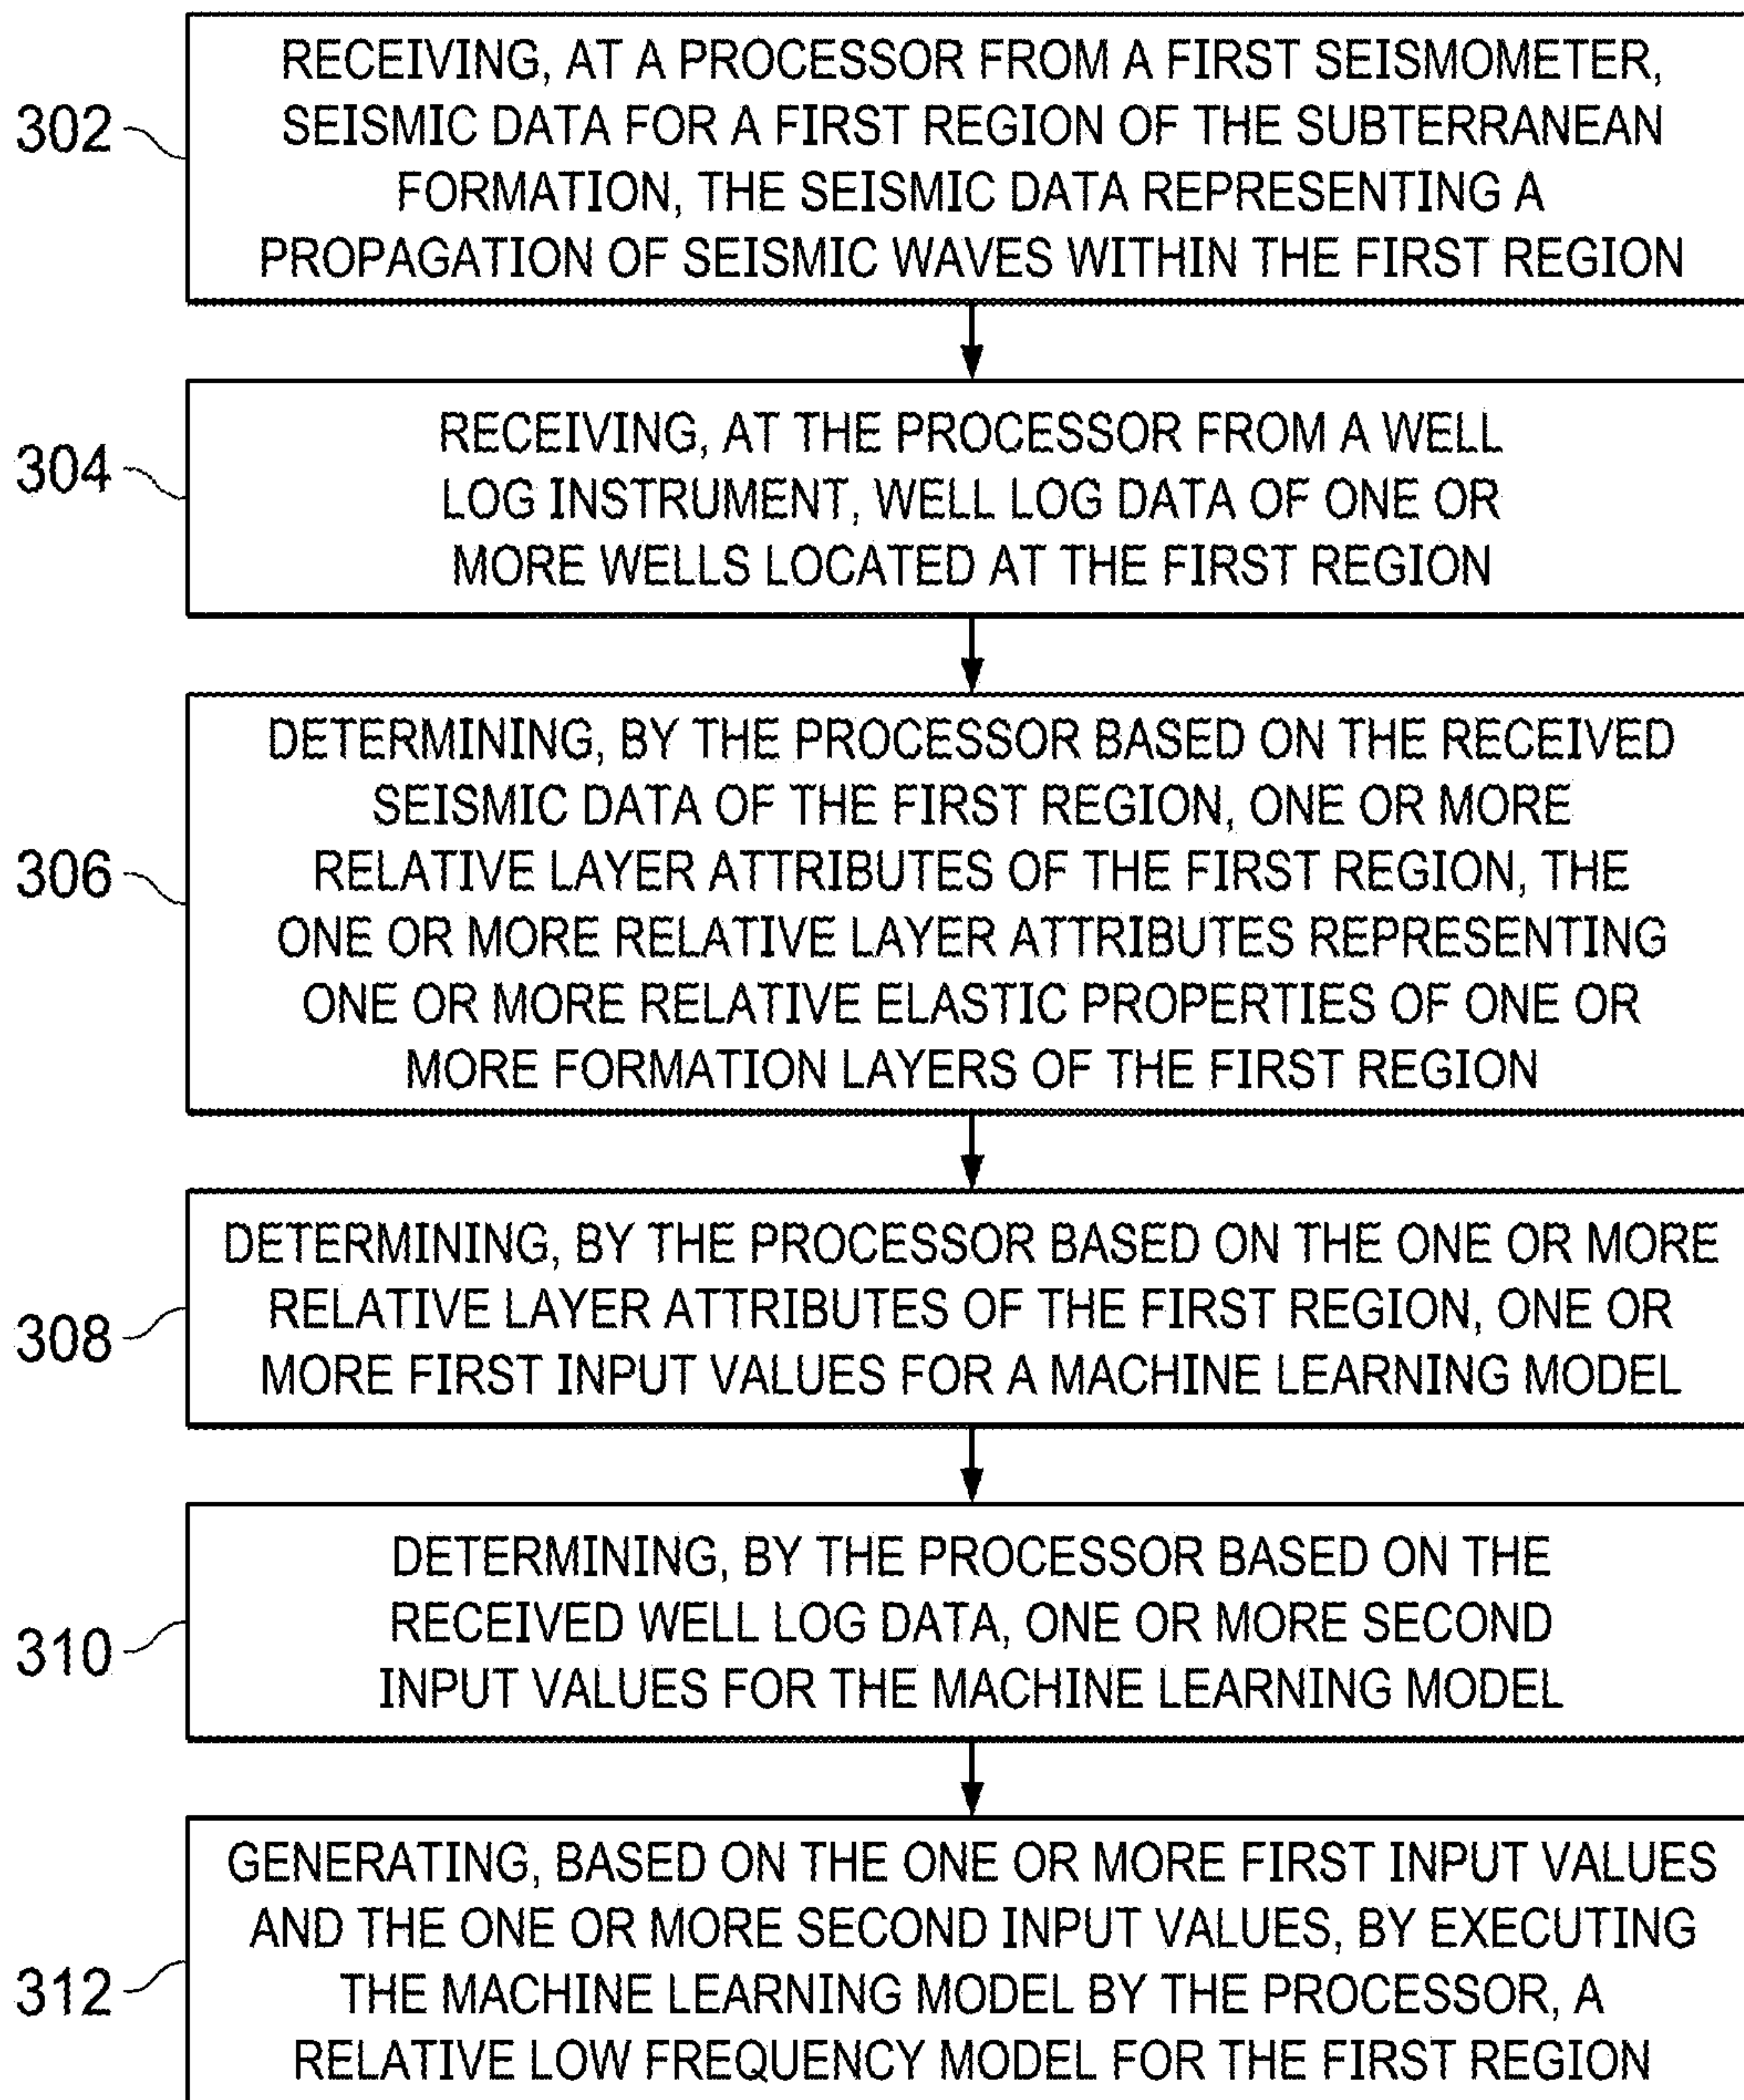 302
RECEIVING, AT A PROCESSOR FROM A FIRST SEISMOMETER,
SEISMIC DATA FOR A FIRST REGION OF THE SUBTERRANEAN
FORMATION, THE SEISMIC DATA REPRESENTING A
PROPAGATION OF SEISMIC WAVES WITHIN THE FIRST REGION
304
RECEIVING, AT THE PROCESSOR FROM A WELL
LOG INSTRUMENT, WELL LOG DATA OF ONE OR
MORE WELLS LOCATED AT THE FIRST REGION
306
DETERMINING, BY THE PROCESSOR BASED ON THE RECEIVED
SEISMIC DATA OF THE FIRST REGION, ONE OR MORE
RELATIVE LAYER ATTRIBUTES OF THE FIRST REGION, THE
ONE OR MORE RELATIVE LAYER ATTRIBUTES REPRESENTING
ONE OR MORE RELATIVE ELASTIC PROPERTIES OF ONE OR
MORE FORMATION LAYERS OF THE FIRST REGION
308
DETERMINING, BY THE PROCESSOR BASED ON THE ONE OR MORE
RELATIVE LAYER ATTRIBUTES OF THE FIRST REGION, ONE OR
MORE FIRST INPUT VALUES FOR A MACHINE LEARNING MODEL
310
DETERMINING, BY THE PROCESSOR BASED ON THE
RECEIVED WELL LOG DATA, ONE OR MORE SECOND
INPUT VALUES FOR THE MACHINE LEARNING MODEL
312
GENERATING, BASED ON THE ONE OR MORE FIRST INPUT VALUES
AND THE ONE OR MORE SECOND INPUT VALUES, BY EXECUTING
THE MACHINE LEARNING MODEL BY THE PROCESSOR, A
RELATIVE LOW FREQUENCY MODEL FOR THE FIRST REGION